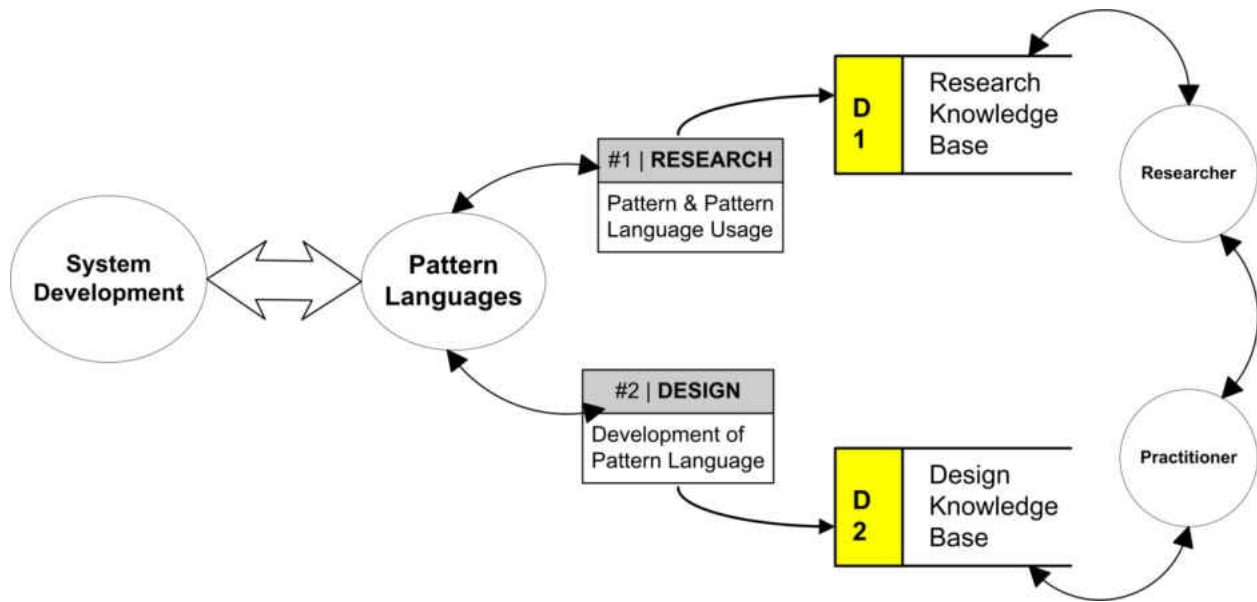 System
Development
Pattern
Languages
#1 | RESEARCH
Pattern & Pattern
Language Usage
#2 | DESIGN
Development of
Pattern Language
D
1
Research
Knowledge
Base
D
2
Design
Knowledge
Base
Researcher
Practitioner